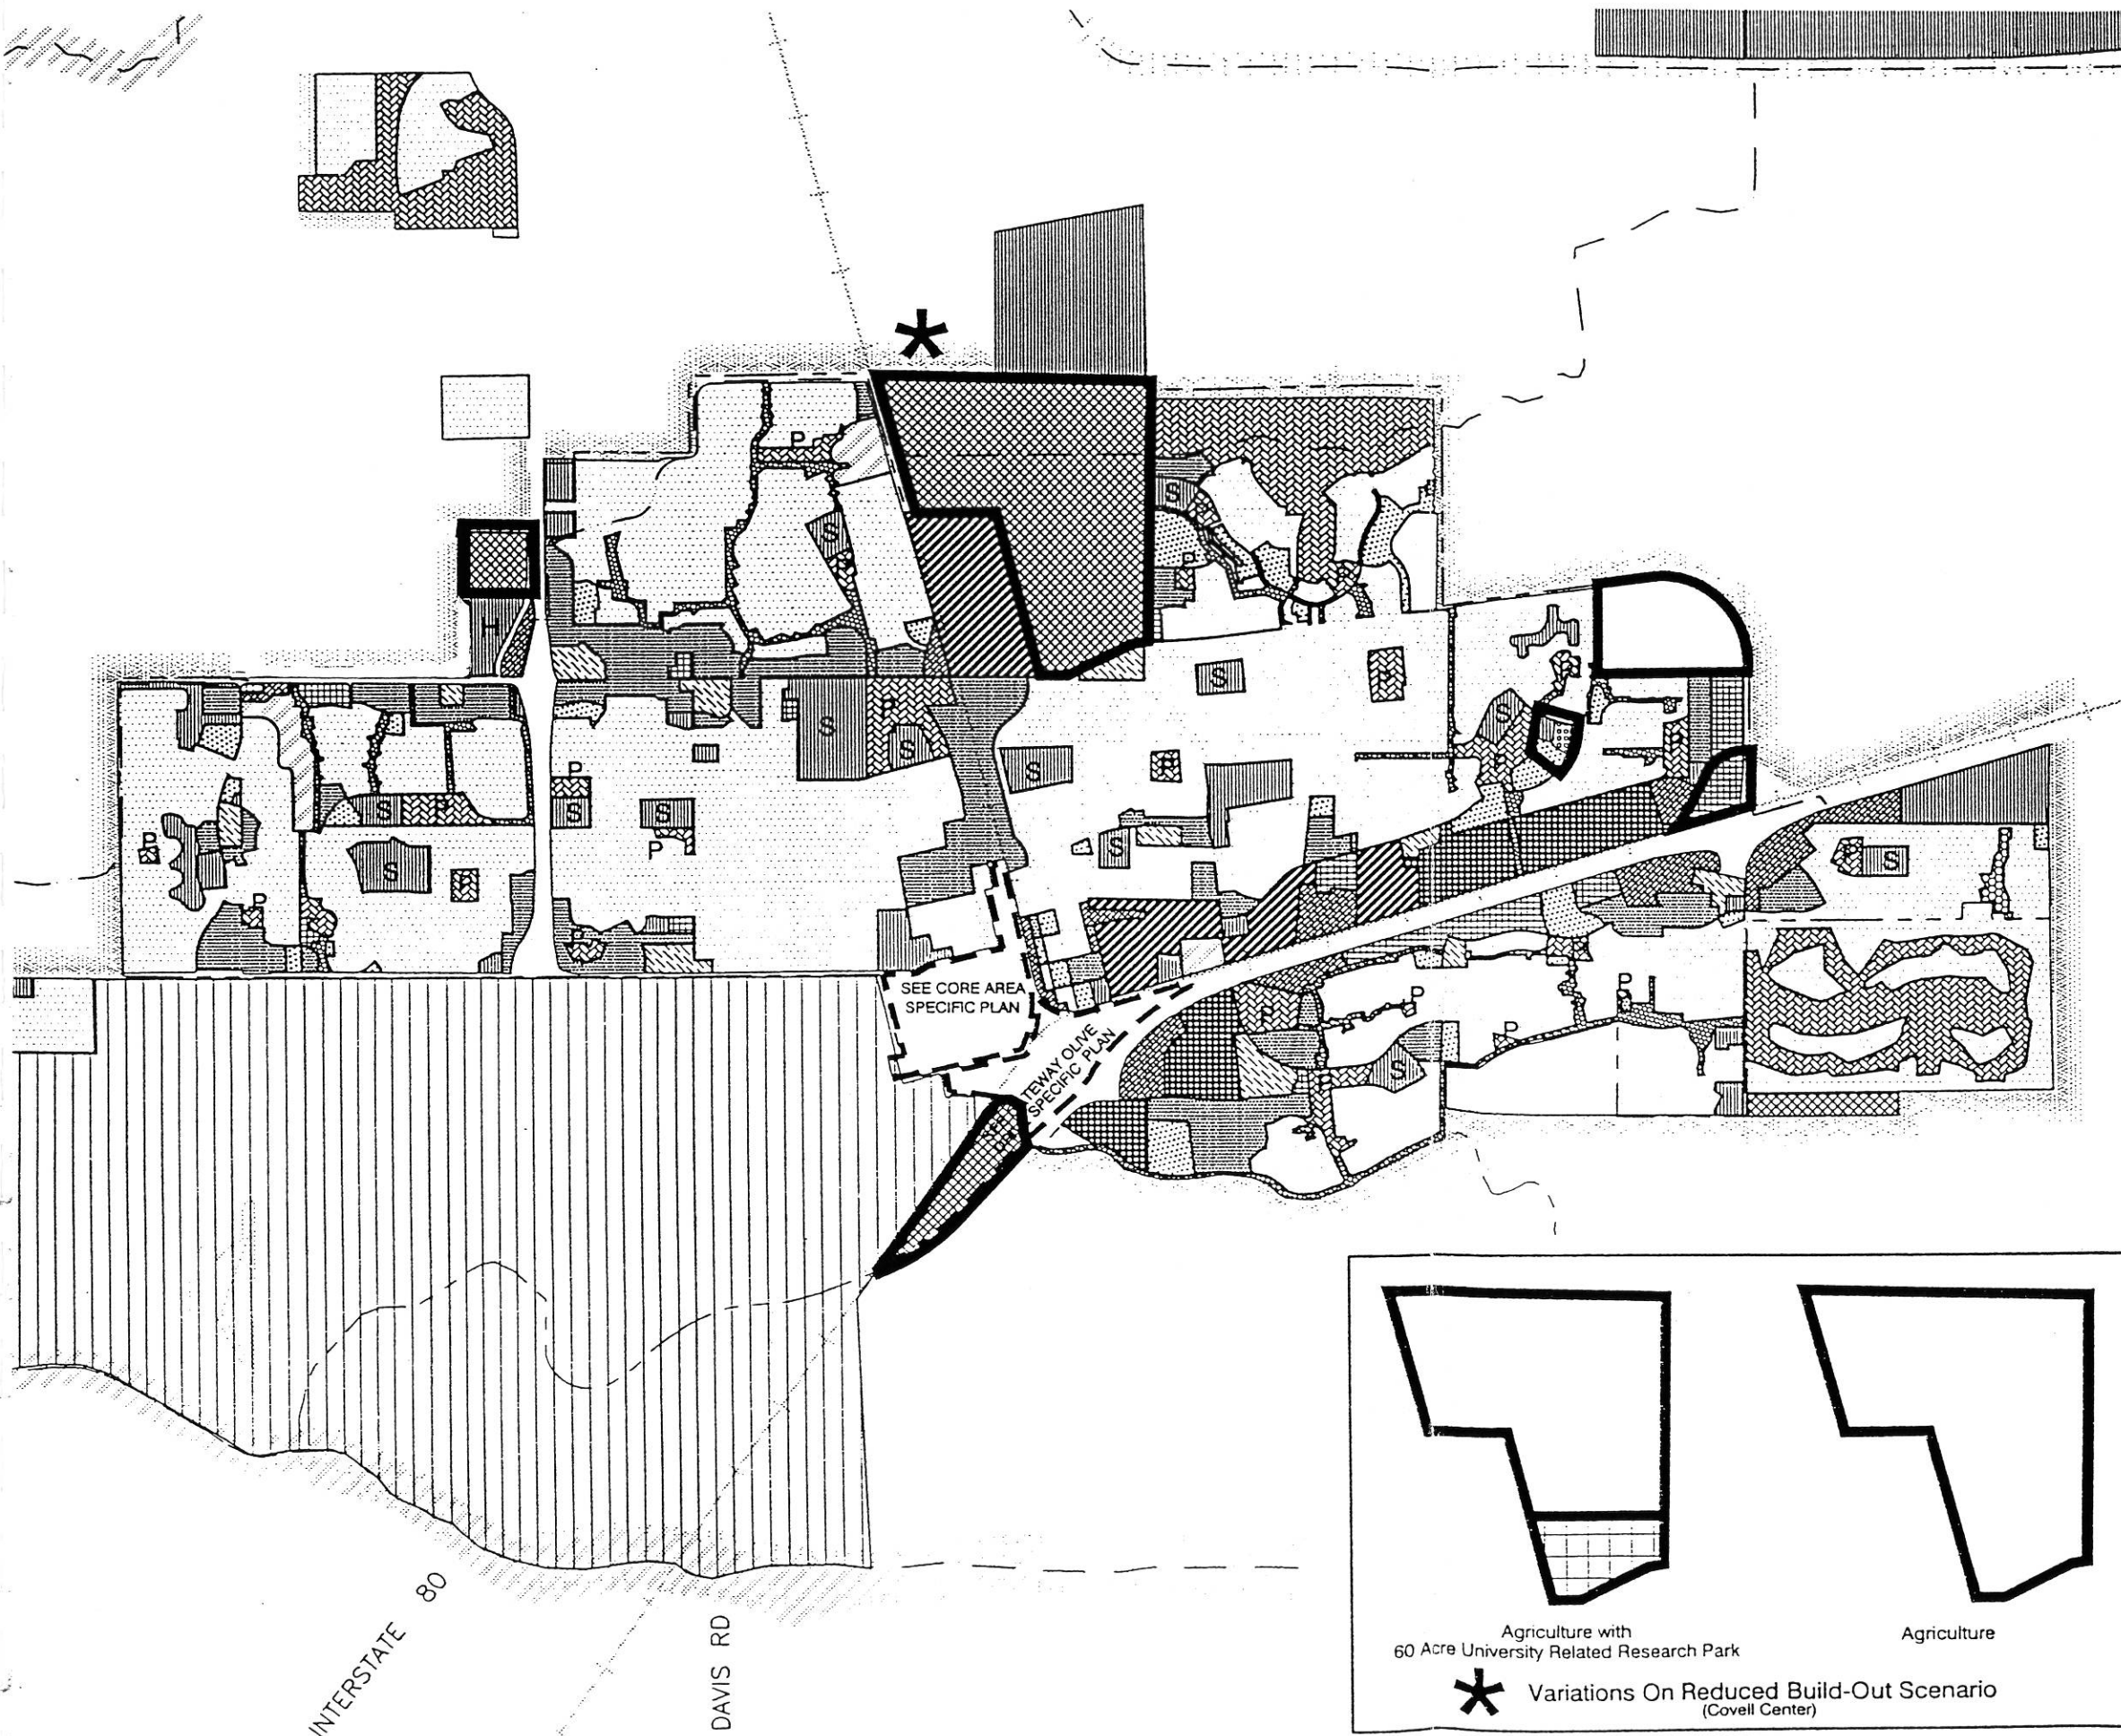 *
P
S
S
P
H
S
P
S
P
S
S
S
P
P
S
P
S
P
S
P
S
S
P
P
S
S
P
P
P
SEE CORE AREA
SPECIFIC PLAN
TEWAY OLIVE
SPECIFIC PLAN
P
P
P
P
S
INTERSTATE 80
DAVIS RD
Agriculture with
60 Acre University Related Research Park
Agriculture
* Variations On Reduced Build-Out Scenario
(Covell Center)